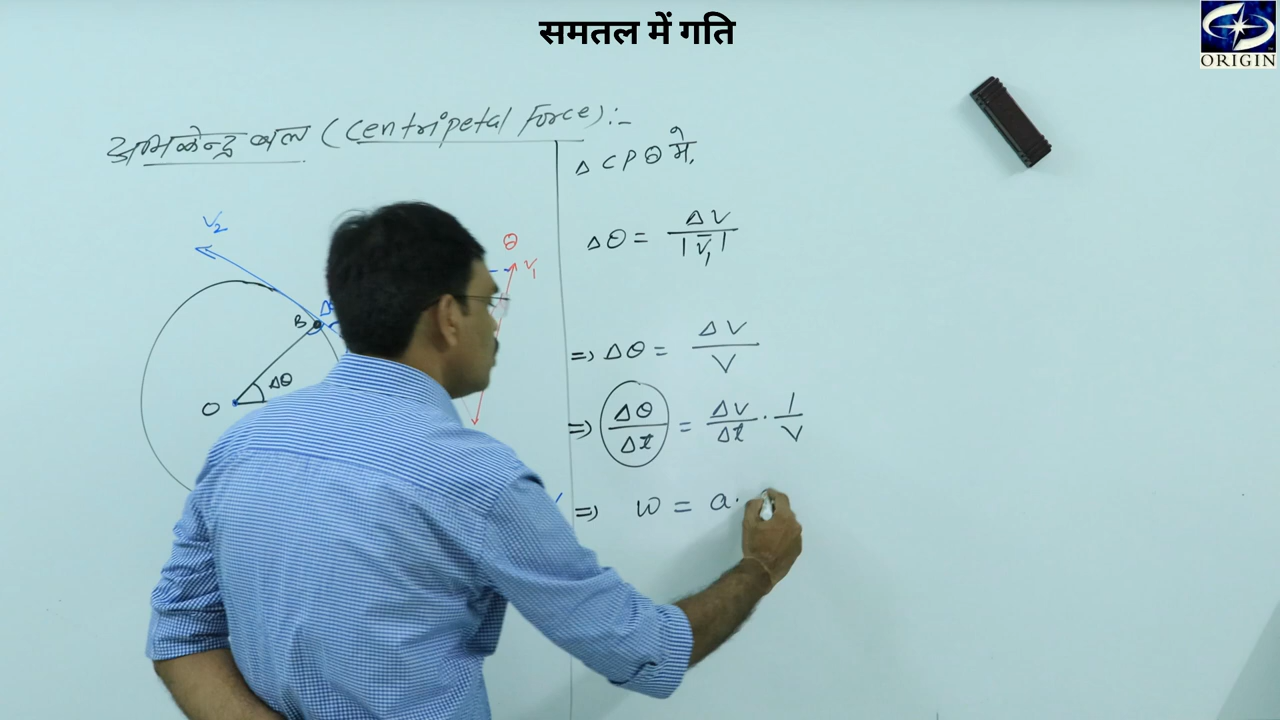 समतल में गति
ORIGIN
अभिकेन्द्र बल (Centripetal Force):-
V₂
B
Δθ
O
Q
V₁
Δ C P Q में,
Δθ = ΔV / |V̄₁|
⇒ Δθ = ΔV / V
⇒ Δθ/Δt = ΔV/Δt · 1/V
⇒ ω = a ·